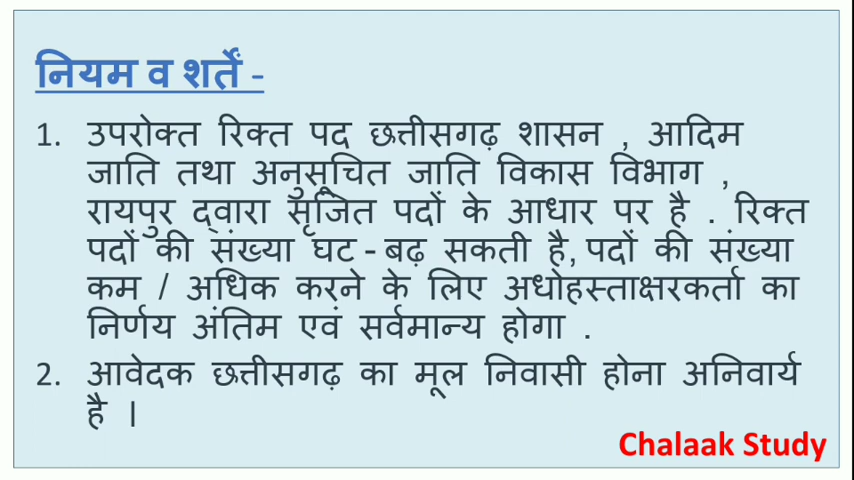 नियम व शर्तें -
1. उपरोक्त रिक्त पद छत्तीसगढ़ शासन , आदिम
जाति तथा अनुसूचित जाति विकास विभाग ,
रायपुर द्वारा सृजित पदों के आधार पर है . रिक्त
पदों की संख्या घट - बढ़ सकती है, पदों की संख्या
कम / अधिक करने के लिए अधोहस्ताक्षरकर्ता का
निर्णय अंतिम एवं सर्वमान्य होगा .
2. आवेदक छत्तीसगढ़ का मूल निवासी होना अनिवार्य
है ।
Chalaak Study